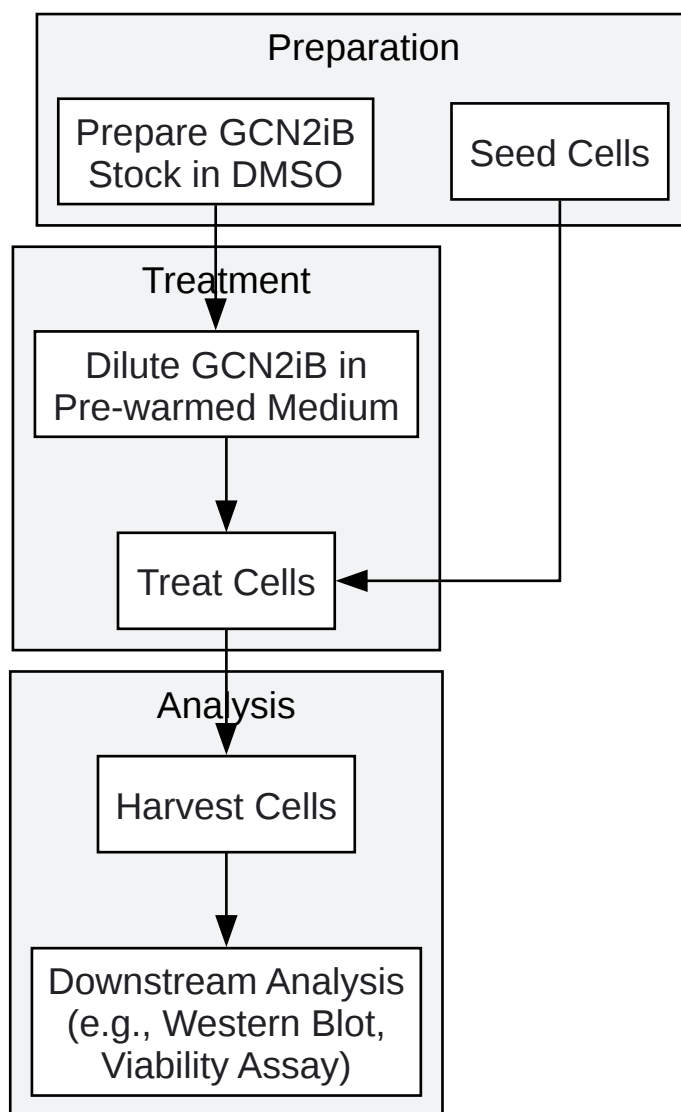 Preparation
Prepare GCN2iB
Stock in DMSO
Seed Cells
Treatment
Dilute GCN2iB in
Pre-warmed Medium
Treat Cells
Analysis
Harvest Cells
Downstream Analysis
(e.g., Western Blot,
Viability Assay)